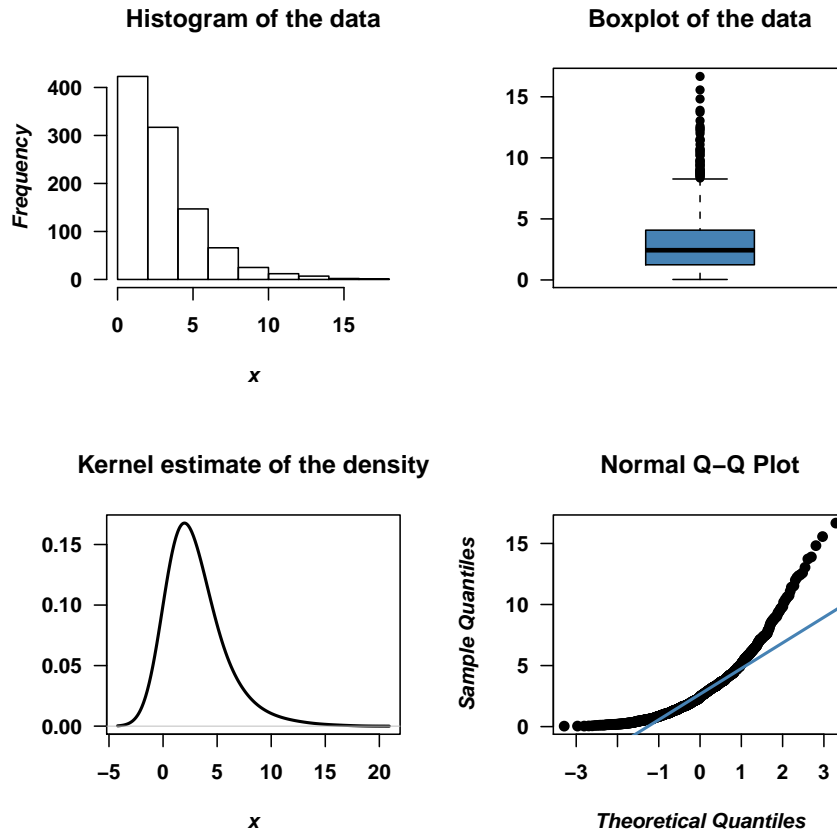 Histogram of the data
Frequency
400
300
200
100
0
0 5 10 15
x
Boxplot of the data
15
10
5
0
Kernel estimate of the density
0.15
0.10
0.05
0.00
−5 0 5 10 15 20
x
Normal Q−Q Plot
Sample Quantiles
15
10
5
0
−3 −1 0 1 2 3
Theoretical Quantiles